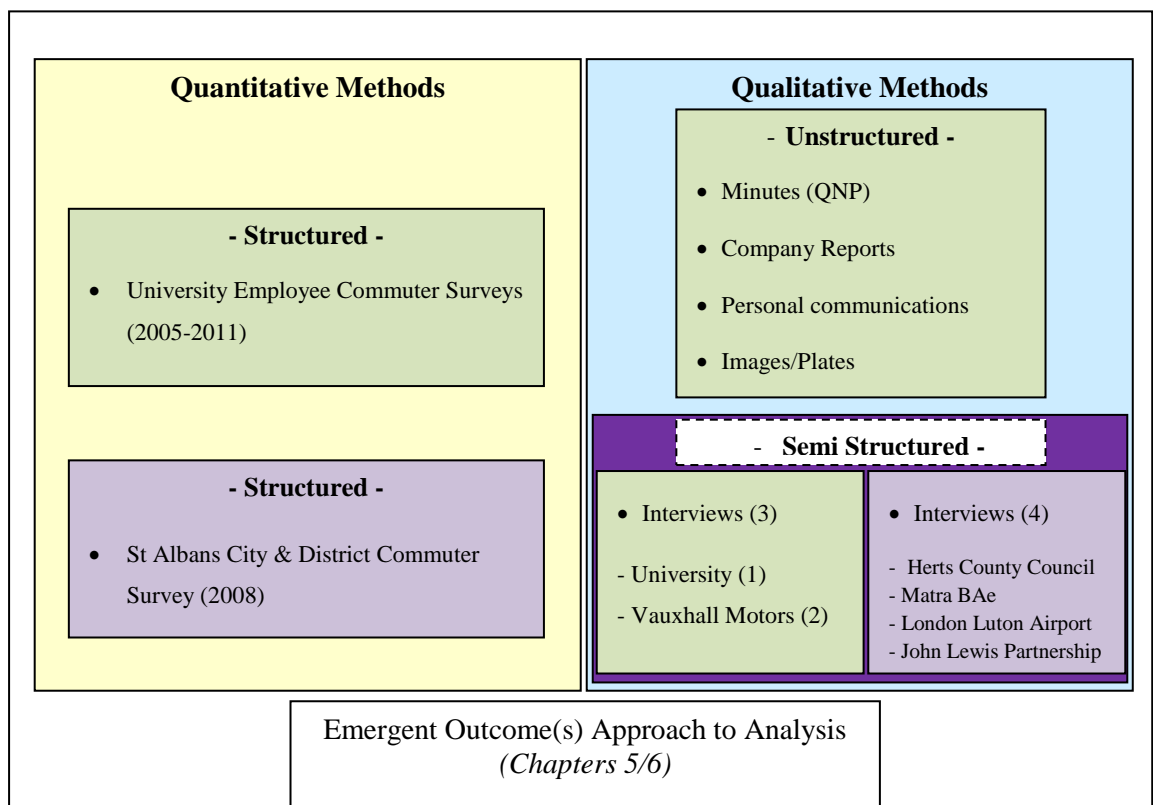 Quantitative Methods
- Structured -
• University Employee Commuter Surveys
(2005-2011)
- Structured -
• St Albans City & District Commuter
Survey (2008)
Qualitative Methods
- Unstructured -
• Minutes (QNP)
• Company Reports
• Personal communications
• Images/Plates
- Semi Structured -
• Interviews (3)
- University (1)
- Vauxhall Motors (2)
• Interviews (4)
- Herts County Council
- Matra BAe
- London Luton Airport
- John Lewis Partnership
Emergent Outcome(s) Approach to Analysis
(Chapters 5/6)